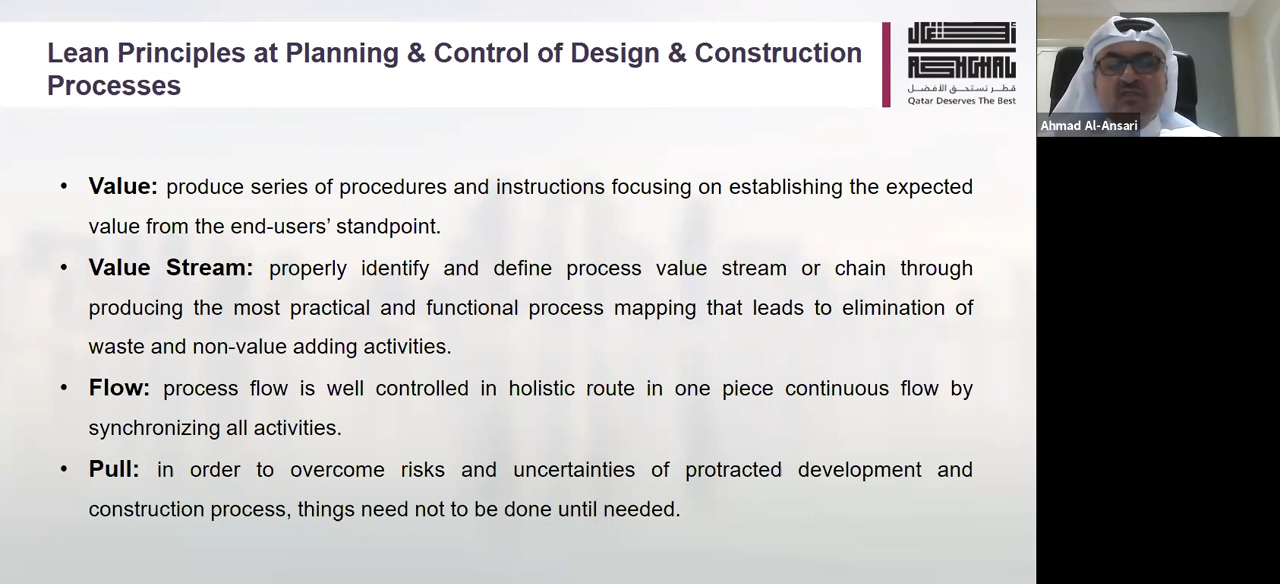 Lean Principles at Planning & Control of Design & Construction
Processes
أشغال
ASHGHAL
قطر تستحق الأفضل
Qatar Deserves The Best
Ahmad Al-Ansari
• Value: produce series of procedures and instructions focusing on establishing the expected
value from the end-users’ standpoint.
• Value Stream: properly identify and define process value stream or chain through
producing the most practical and functional process mapping that leads to elimination of
waste and non-value adding activities.
• Flow: process flow is well controlled in holistic route in one piece continuous flow by
synchronizing all activities.
• Pull: in order to overcome risks and uncertainties of protracted development and
construction process, things need not to be done until needed.